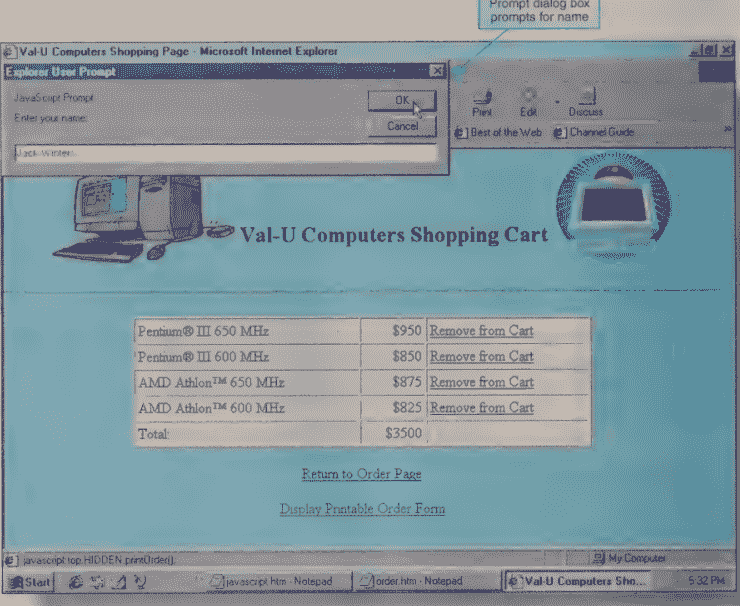 Prompt dialog box
prompts for name
Val-U Computers Shopping Page - Microsoft Internet Explorer
Explorer User Prompt
JavaScript Prompt
Enter your name:
OK
Cancel
Jack Winters
Print Edit Discuss
Best of the Web Channel Guide »
Val-U Computers Shopping Cart
Pentium® III 650 MHz $950 Remove from Cart
Pentium® III 600 MHz $850 Remove from Cart
AMD Athlon™ 650 MHz $875 Remove from Cart
AMD Athlon™ 600 MHz $825 Remove from Cart
Total: $3500
Return to Order Page
Display Printable Order Form
javascript:top.HIDDEN.printOrder() My Computer
Start javascript.htm - Notepad order.htm - Notepad Val-U Computers Sho... 5:32 PM